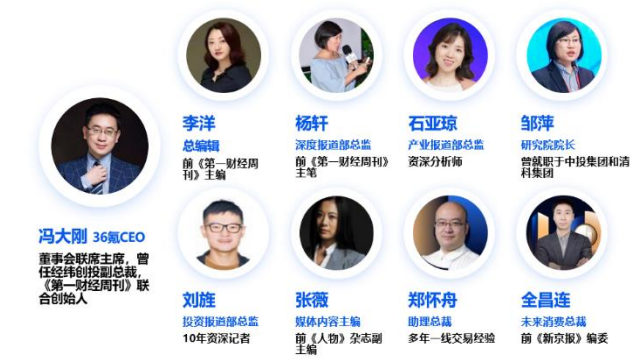 李洋
总编辑
前《第一财经周
刊》主编
杨轩
深度报道部总监
前《第一财经周刊》
主笔
石亚琼
产业报道部总监
资深分析师
邹萍
研究院院长
曾就职于中投集团和清
科集团
冯大刚 36氪CEO
董事会联席主席，曾
任经纬创投副总裁，
《第一财经周刊》联
合创始人
刘旌
投资报道部总监
10年资深记者
张薇
媒体内容主编
前《人物》杂志副
主编
郑怀舟
助理总裁
多年一线交易经验
全昌连
未来消费总裁
前《新京报》编委